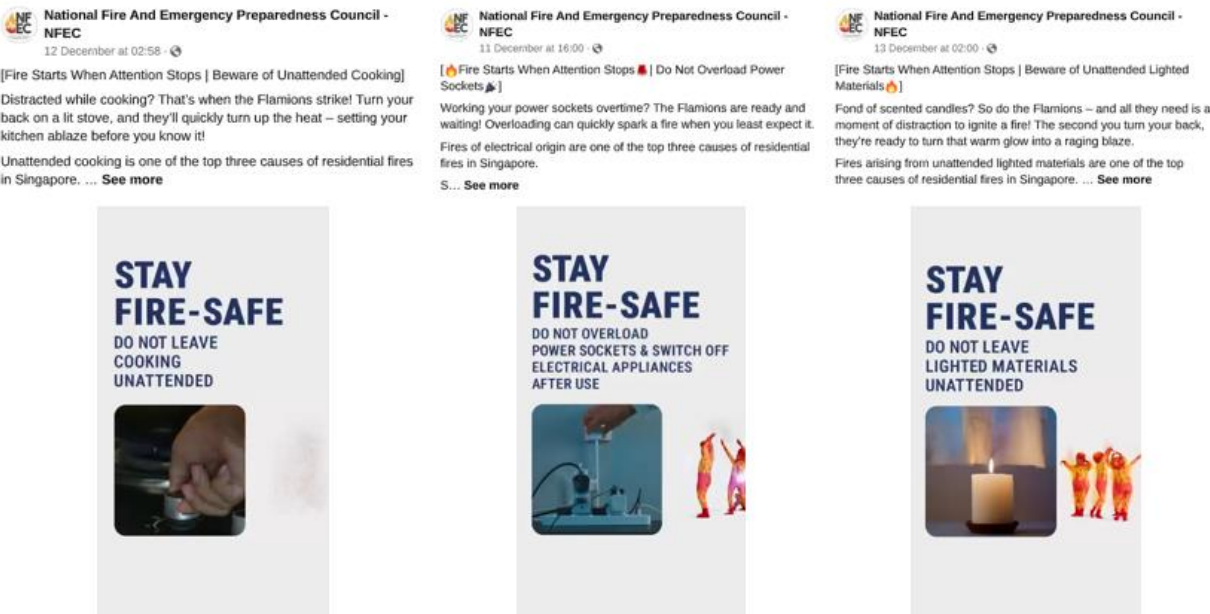 National Fire And Emergency Preparedness Council -
NFEC
12 December at 02:58 ·
[Fire Starts When Attention Stops | Beware of Unattended Cooking]
Distracted while cooking? That's when the Flamions strike! Turn your
back on a lit stove, and they'll quickly turn up the heat – setting your
kitchen ablaze before you know it!
Unattended cooking is one of the top three causes of residential fires
in Singapore. ... See more
STAY
FIRE-SAFE
DO NOT LEAVE
COOKING
UNATTENDED
National Fire And Emergency Preparedness Council -
NFEC
11 December at 16:00 ·
[🔥Fire Starts When Attention Stops | Do Not Overload Power
Sockets🔌]
Working your power sockets overtime? The Flamions are ready and
waiting! Overloading can quickly spark a fire when you least expect it.
Fires of electrical origin are one of the top three causes of residential
fires in Singapore.
S... See more
STAY
FIRE-SAFE
DO NOT OVERLOAD
POWER SOCKETS & SWITCH OFF
ELECTRICAL APPLIANCES
AFTER USE
National Fire And Emergency Preparedness Council -
NFEC
13 December at 02:00 ·
[Fire Starts When Attention Stops | Beware of Unattended Lighted
Materials🔥]
Fond of scented candles? So do the Flamions – and all they need is a
moment of distraction to ignite a fire! The second you turn your back,
they're ready to turn that warm glow into a raging blaze.
Fires arising from unattended lighted materials are one of the top
three causes of residential fires in Singapore. ... See more
STAY
FIRE-SAFE
DO NOT LEAVE
LIGHTED MATERIALS
UNATTENDED